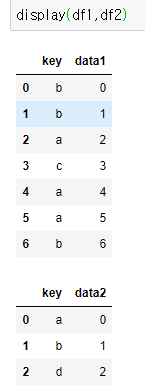 display(df1,df2)
key data1
0 b 0
1 b 1
2 a 2
3 c 3
4 a 4
5 a 5
6 b 6
key data2
0 a 0
1 b 1
2 d 2